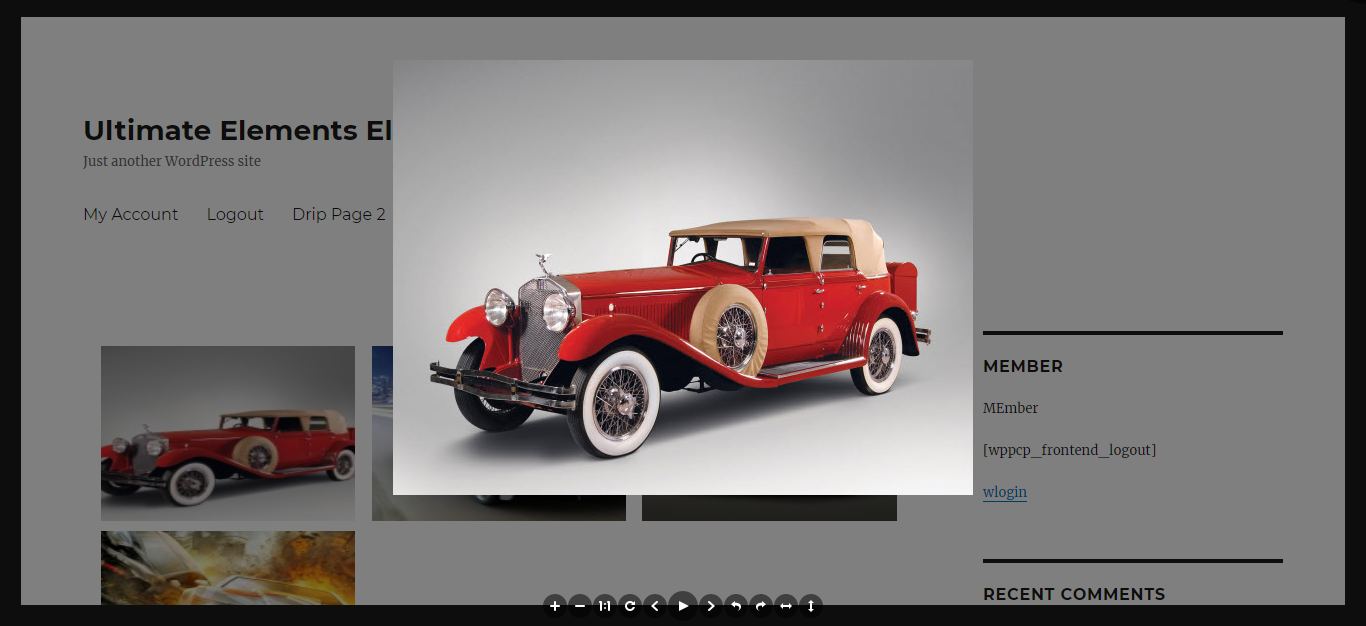 Ultimate Elements El
Just another WordPress site
My Account Logout Drip Page 2
MEMBER
MEmber
[wppcp_frontend_logout]
wlogin
RECENT COMMENTS
1:1